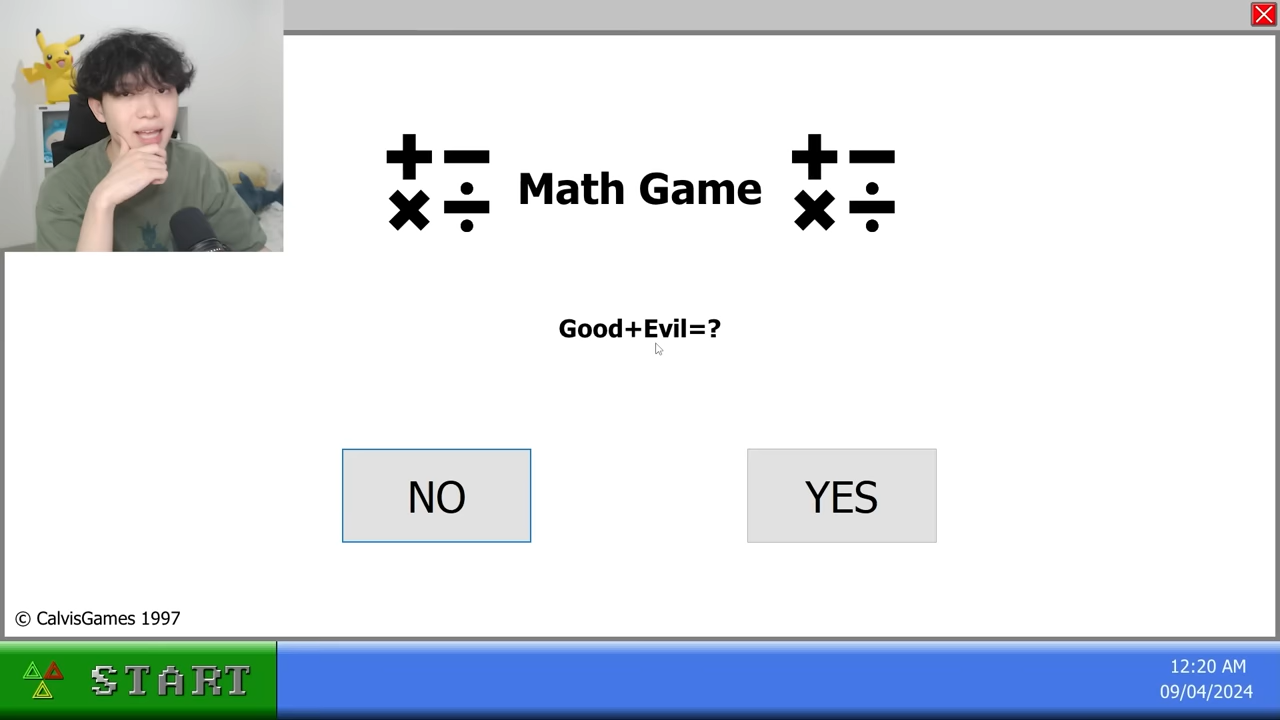 Math Game
Good+Evil=?
NO
YES
© CalvisGames 1997
START
12:20 AM
09/04/2024